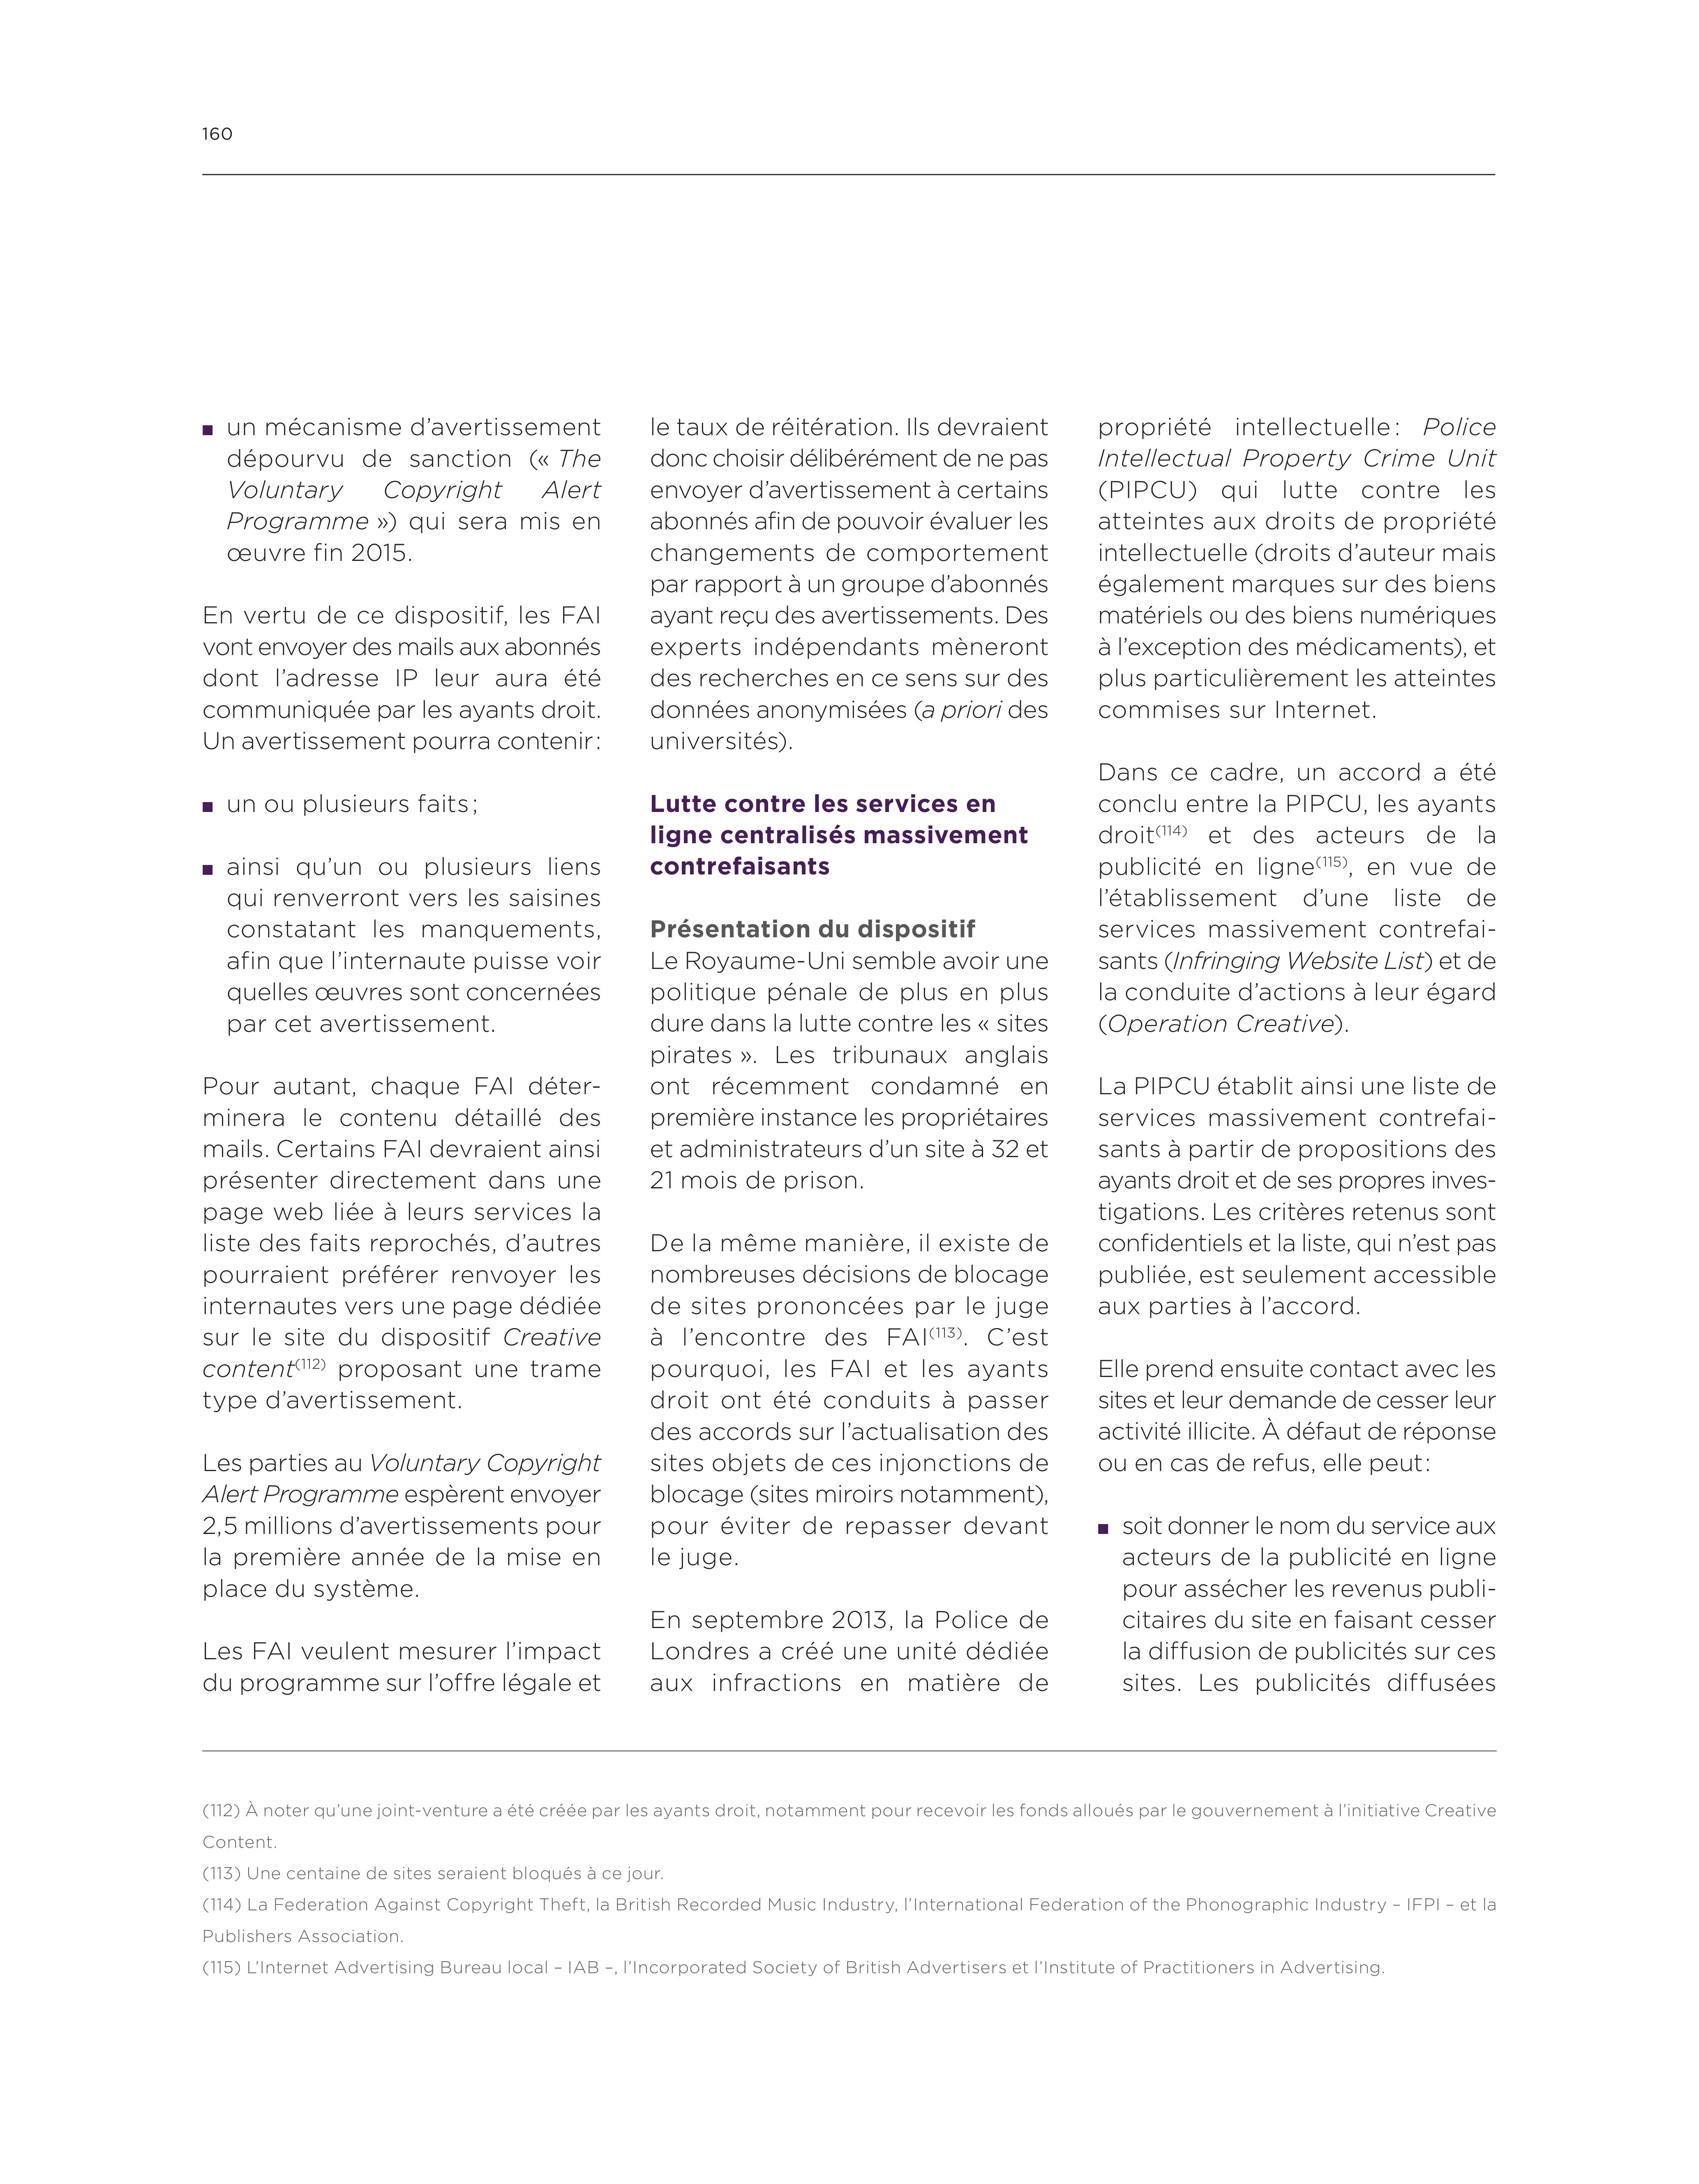 160
un mécanisme d’avertissement
dépourvu de sanction (« The
Voluntary Copyright Alert
Programme ») qui sera mis en
œuvre fin 2015.
En vertu de ce dispositif, les FAI
vont envoyer des mails aux abonnés
dont l’adresse IP leur aura été
communiquée par les ayants droit.
Un avertissement pourra contenir :
un ou plusieurs faits ;
ainsi qu’un ou plusieurs liens
qui renverront vers les saisines
constatant les manquements,
afin que l’internaute puisse voir
quelles œuvres sont concernées
par cet avertissement.
Pour autant, chaque FAI déter-
minera le contenu détaillé des
mails. Certains FAI devraient ainsi
présenter directement dans une
page web liée à leurs services la
liste des faits reprochés, d’autres
pourraient préférer renvoyer les
internautes vers une page dédiée
sur le site du dispositif Creative
content(112) proposant une trame
type d’avertissement.
Les parties au Voluntary Copyright
Alert Programme espèrent envoyer
2,5 millions d’avertissements pour
la première année de la mise en
place du système.
Les FAI veulent mesurer l’impact
du programme sur l’offre légale et
le taux de réitération. Ils devraient
donc choisir délibérément de ne pas
envoyer d’avertissement à certains
abonnés afin de pouvoir évaluer les
changements de comportement
par rapport à un groupe d’abonnés
ayant reçu des avertissements. Des
experts indépendants mèneront
des recherches en ce sens sur des
données anonymisées (a priori des
universités).
Lutte contre les services en
ligne centralisés massivement
contrefaisants
Présentation du dispositif
Le Royaume-Uni semble avoir une
politique pénale de plus en plus
dure dans la lutte contre les « sites
pirates ». Les tribunaux anglais
ont récemment condamné en
première instance les propriétaires
et administrateurs d’un site à 32 et
21 mois de prison.
De la même manière, il existe de
nombreuses décisions de blocage
de sites prononcées par le juge
à l’encontre des FAI(113). C’est
pourquoi, les FAI et les ayants
droit ont été conduits à passer
des accords sur l’actualisation des
sites objets de ces injonctions de
blocage (sites miroirs notamment),
pour éviter de repasser devant
le juge.
En septembre 2013, la Police de
Londres a créé une unité dédiée
aux infractions en matière de
propriété intellectuelle : Police
Intellectual Property Crime Unit
(PIPCU) qui lutte contre les
atteintes aux droits de propriété
intellectuelle (droits d’auteur mais
également marques sur des biens
matériels ou des biens numériques
à l’exception des médicaments), et
plus particulièrement les atteintes
commises sur Internet.
Dans ce cadre, un accord a été
conclu entre la PIPCU, les ayants
droit(114) et des acteurs de la
publicité en ligne(115), en vue de
l’établissement d’une liste de
services massivement contrefai-
sants (Infringing Website List) et de
la conduite d’actions à leur égard
(Operation Creative).
La PIPCU établit ainsi une liste de
services massivement contrefai-
sants à partir de propositions des
ayants droit et de ses propres inves-
tigations. Les critères retenus sont
confidentiels et la liste, qui n’est pas
publiée, est seulement accessible
aux parties à l’accord.
Elle prend ensuite contact avec les
sites et leur demande de cesser leur
activité illicite. À défaut de réponse
ou en cas de refus, elle peut :
soit donner le nom du service aux
acteurs de la publicité en ligne
pour assécher les revenus publi-
citaires du site en faisant cesser
la diffusion de publicités sur ces
sites. Les publicités diffusées
(112) À noter qu’une joint-venture a été créée par les ayants droit, notamment pour recevoir les fonds alloués par le gouvernement à l’initiative Creative
Content.
(113) Une centaine de sites seraient bloqués à ce jour.
(114) La Federation Against Copyright Theft, la British Recorded Music Industry, l’International Federation of the Phonographic Industry – IFPI – et la
Publishers Association.
(115) L’Internet Advertising Bureau local – IAB –, l’Incorporated Society of British Advertisers et l’Institute of Practitioners in Advertising.